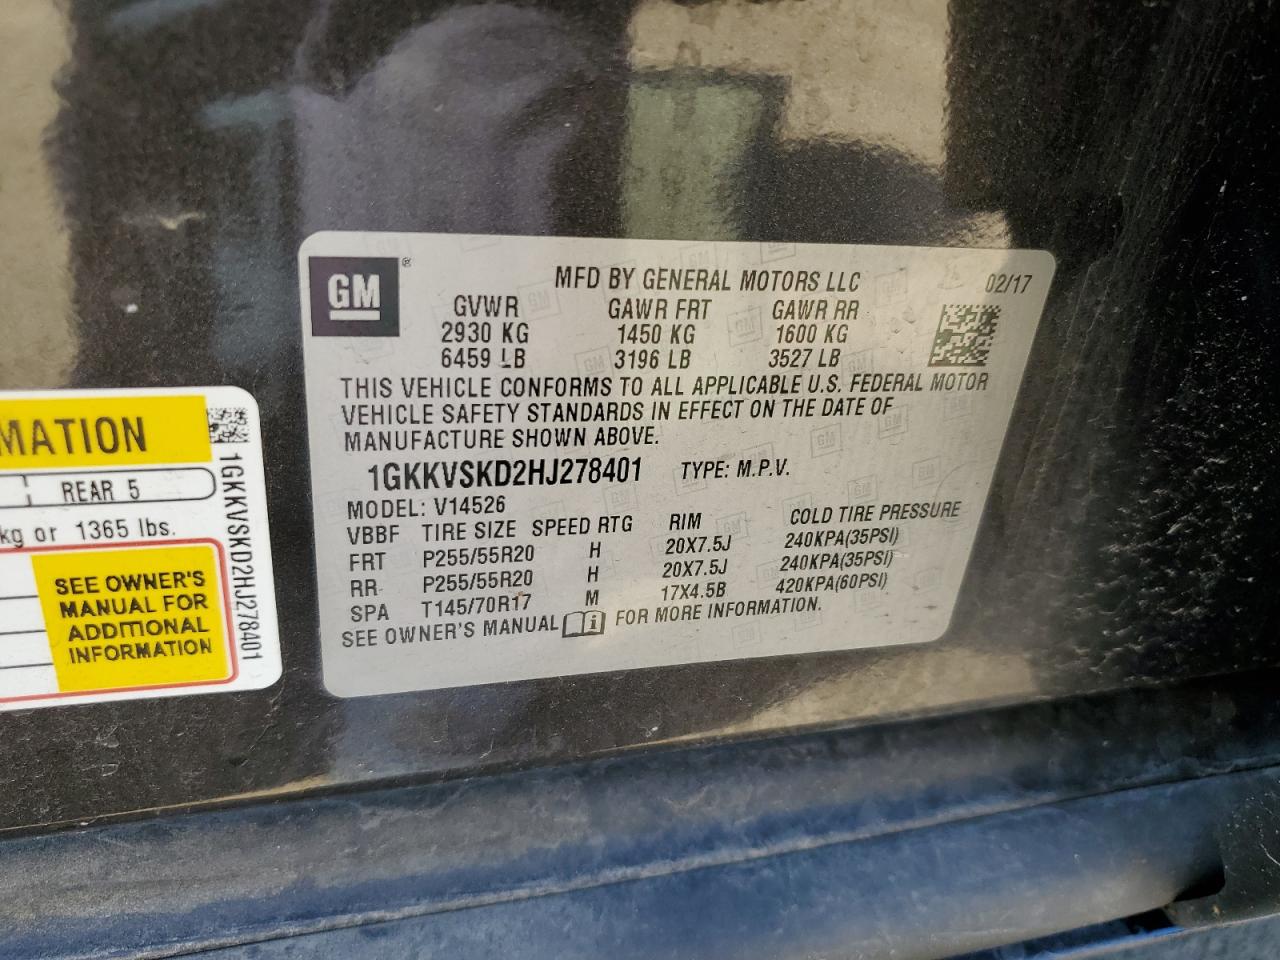 GM ®
MFD BY GENERAL MOTORS LLC 02/17
GVWR GAWR FRT GAWR RR
2930 KG 1450 KG 1600 KG
6459 LB 3196 LB 3527 LB
THIS VEHICLE CONFORMS TO ALL APPLICABLE U.S. FEDERAL MOTOR
VEHICLE SAFETY STANDARDS IN EFFECT ON THE DATE OF
MANUFACTURE SHOWN ABOVE.
1GKKVSKD2HJ278401 TYPE: M.P.V.
MODEL: V14526
VBBF TIRE SIZE SPEED RTG RIM COLD TIRE PRESSURE
FRT P255/55R20 H 20X7.5J 240KPA(35PSI)
RR P255/55R20 H 20X7.5J 240KPA(35PSI)
SPA T145/70R17 M 17X4.5B 420KPA(60PSI)
SEE OWNER'S MANUAL i FOR MORE INFORMATION.
MATION
REAR 5
kg or 1365 lbs.
SEE OWNER'S
MANUAL FOR
ADDITIONAL
INFORMATION
1GKKVSKD2HJ278401